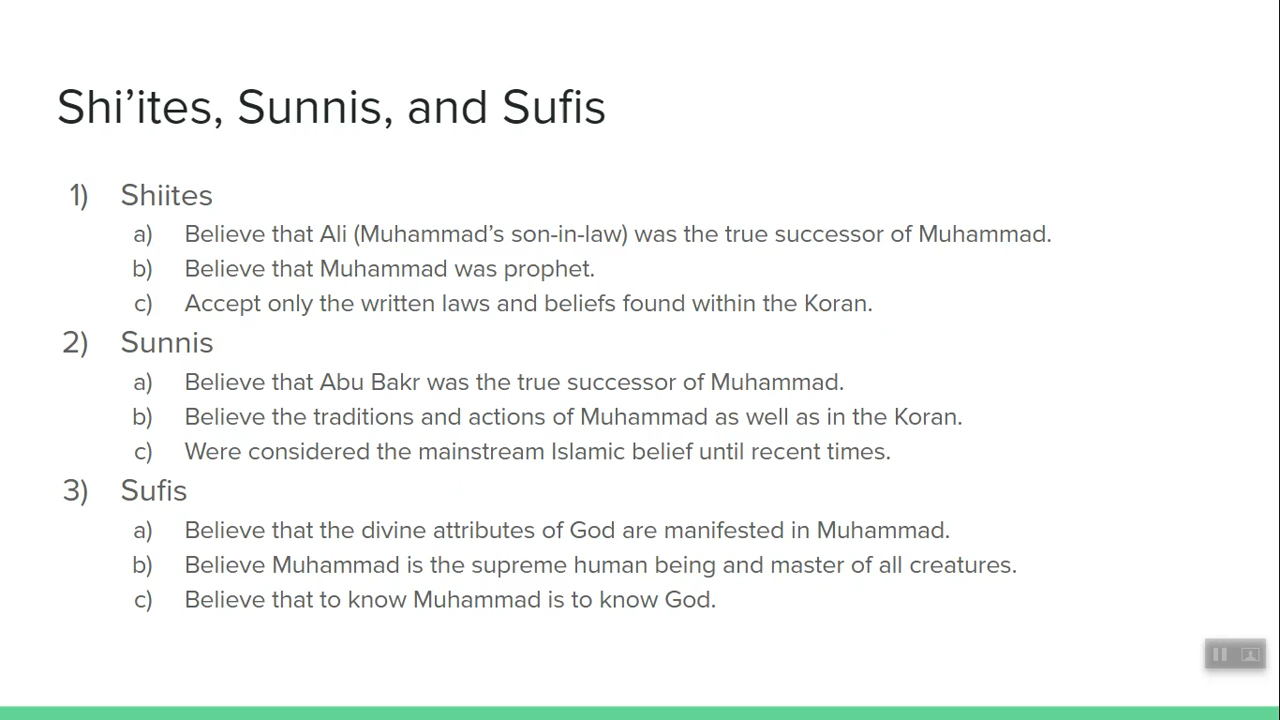 Shi’ites, Sunnis, and Sufis
1) Shiites
a) Believe that Ali (Muhammad’s son-in-law) was the true successor of Muhammad.
b) Believe that Muhammad was prophet.
c) Accept only the written laws and beliefs found within the Koran.
2) Sunnis
a) Believe that Abu Bakr was the true successor of Muhammad.
b) Believe the traditions and actions of Muhammad as well as in the Koran.
c) Were considered the mainstream Islamic belief until recent times.
3) Sufis
a) Believe that the divine attributes of God are manifested in Muhammad.
b) Believe Muhammad is the supreme human being and master of all creatures.
c) Believe that to know Muhammad is to know God.